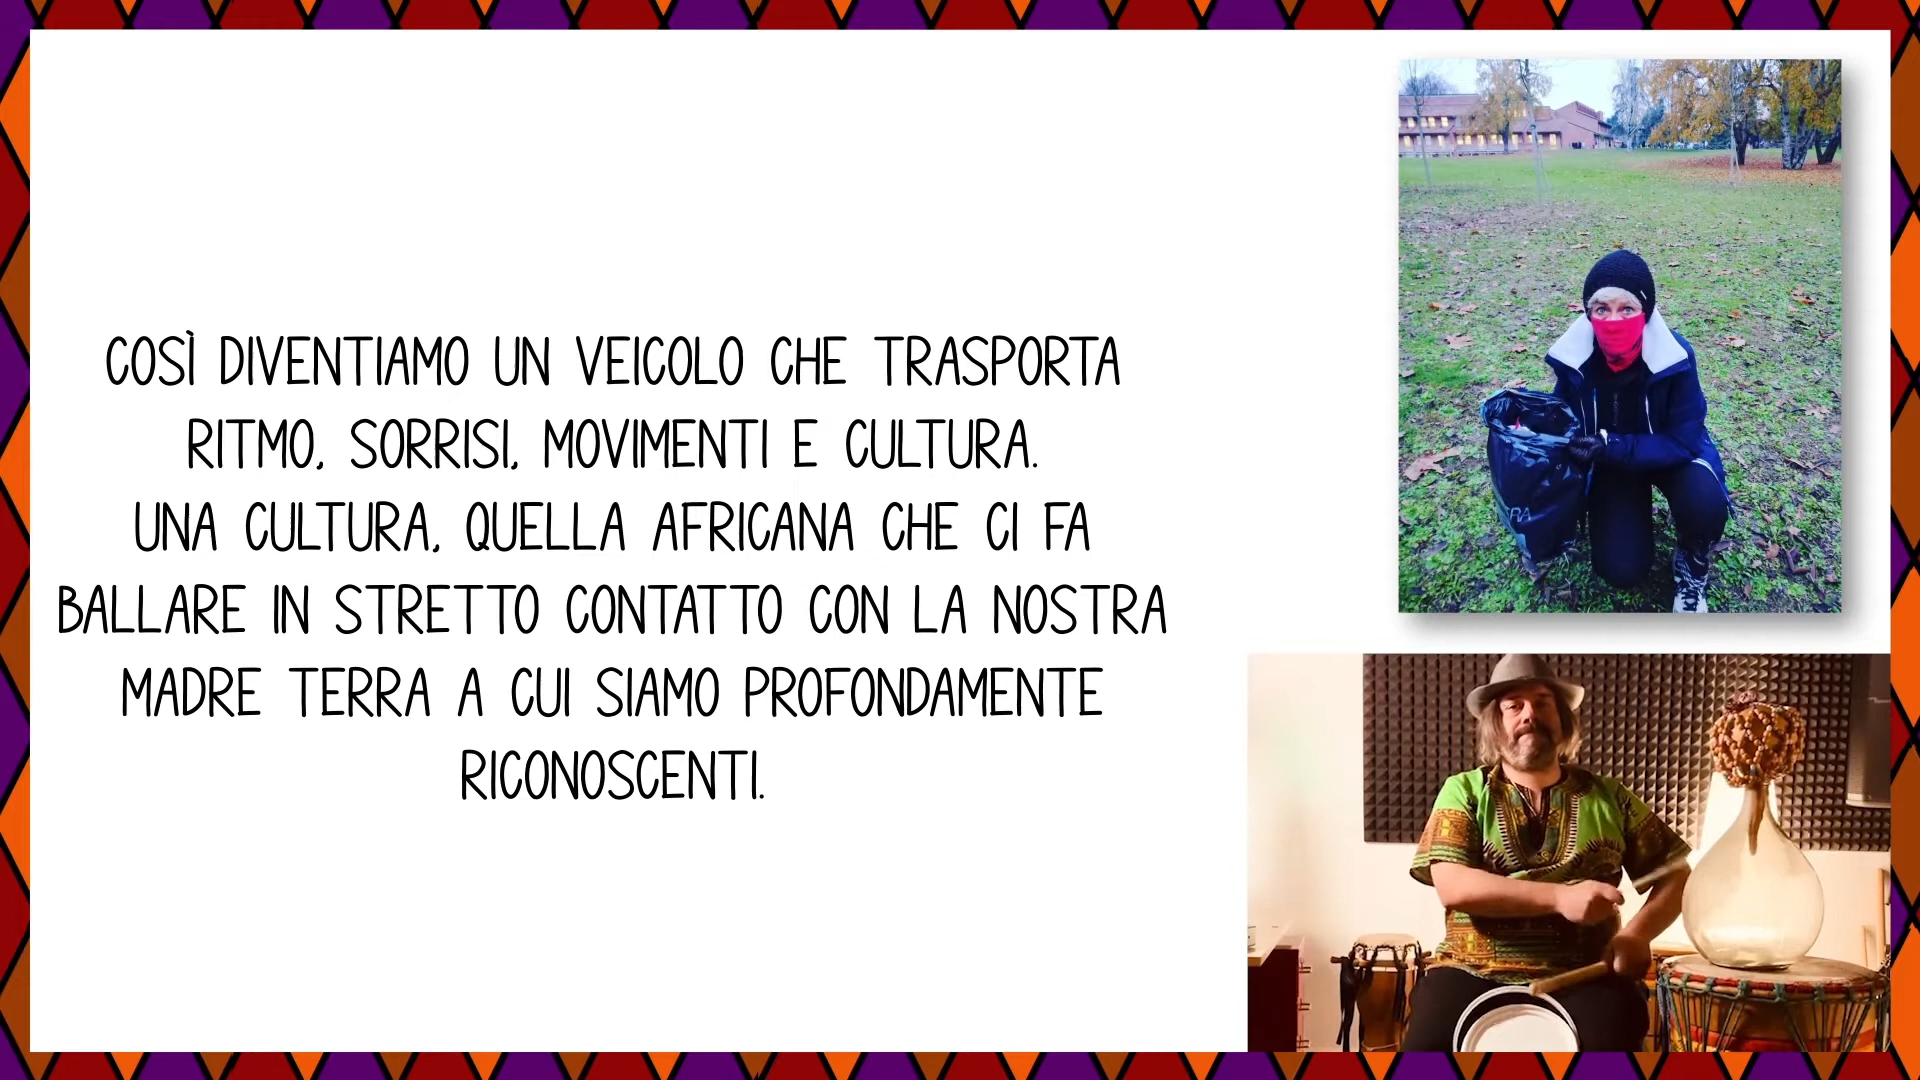 COSÌ DIVENTIAMO UN VEICOLO CHE TRASPORTA
RITMO, SORRISI, MOVIMENTI E CULTURA.
UNA CULTURA, QUELLA AFRICANA CHE CI FA
BALLARE IN STRETTO CONTATTO CON LA NOSTRA
MADRE TERRA A CUI SIAMO PROFONDAMENTE
RICONOSCENTI.